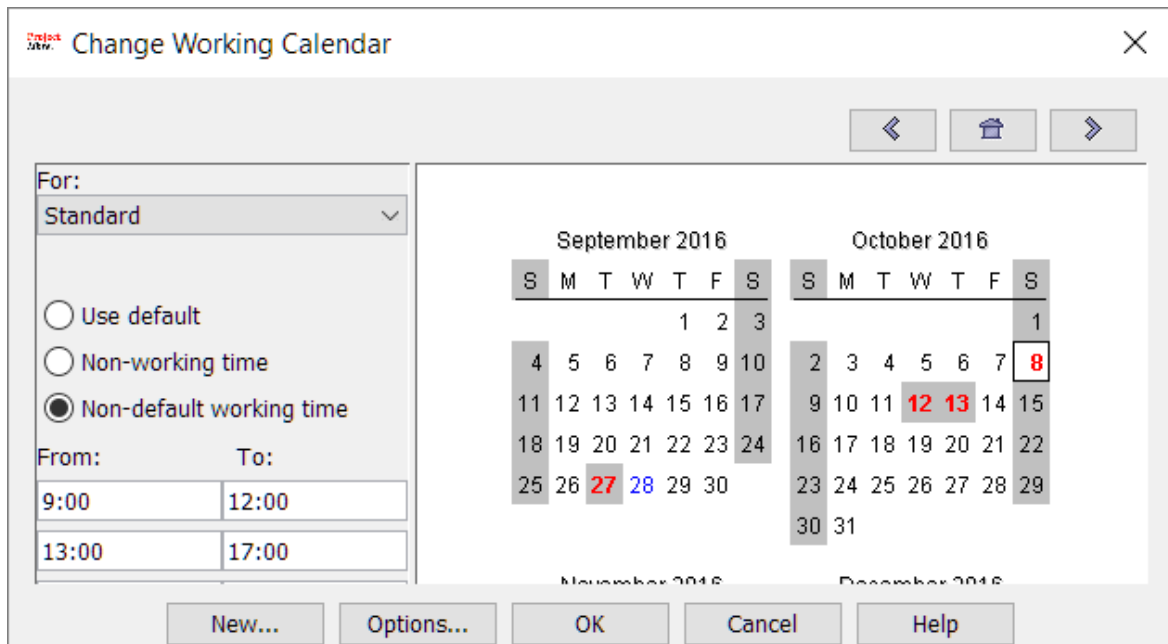 Change Working Calendar
For:
Standard
Use default
Non-working time
Non-default working time
From: To:
9:00 12:00
13:00 17:00
September 2016
S M T W T F S
1 2 3
4 5 6 7 8 9 10
11 12 13 14 15 16 17
18 19 20 21 22 23 24
25 26 27 28 29 30
October 2016
S M T W T F S
1
2 3 4 5 6 7 8
9 10 11 12 13 14 15
16 17 18 19 20 21 22
23 24 25 26 27 28 29
30 31
November 2016 December 2016
New... Options... OK Cancel Help